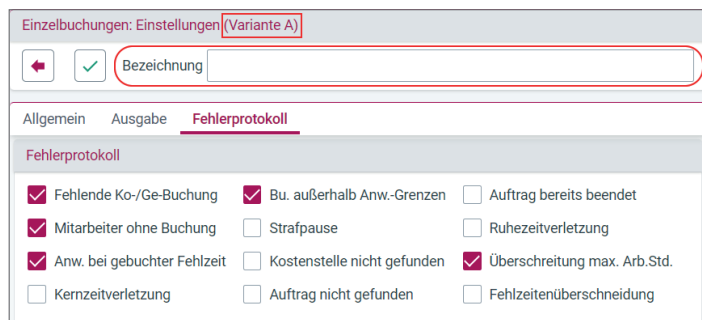 Einzelbuchungen: Einstellungen (Variante A)
Bezeichnung
Allgemein Ausgabe Fehlerprotokoll
Fehlerprotokoll
Fehlende Ko-/Ge-Buchung Bu. außerhalb Anw.-Grenzen Auftrag bereits beendet
Mitarbeiter ohne Buchung Strafpause Ruhezeitverletzung
Anw. bei gebuchter Fehlzeit Kostenstelle nicht gefunden Überschreitung max. Arb.Std.
Kernzeitverletzung Auftrag nicht gefunden Fehlzeitenüberschneidung